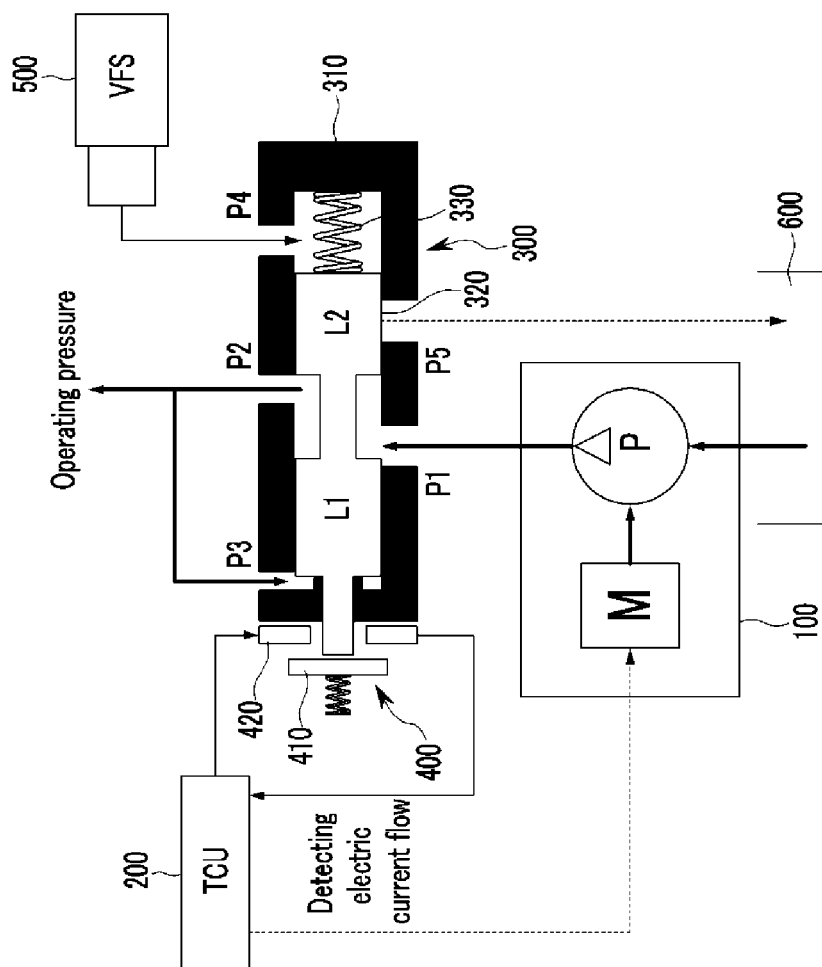 500
VFS
310
P4
330
300
320
600
L2
P2
P5
Operating pressure
L1
P1
P3
P
M
100
420
410
400
200
TCU
Detecting
electric
current flow